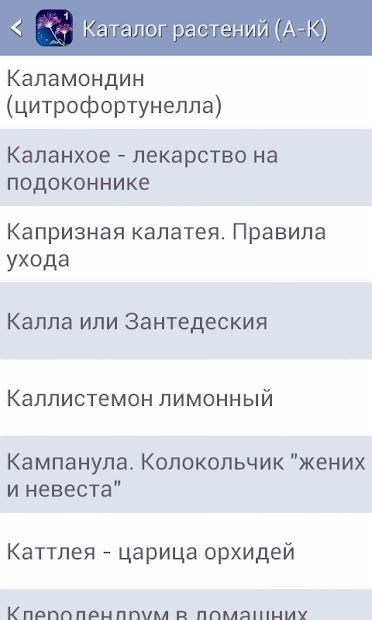 1
Каталог растений (А-К)
Каламондин
(цитрофортунелла)
Каланхое - лекарство на
подоконнике
Капризная калатея. Правила
ухода
Калла или Зантедеския
Каллистемон лимонный
Кампанула. Колокольчик "жених
и невеста"
Каттлея - царица орхидей
Клеродендрум в домашних